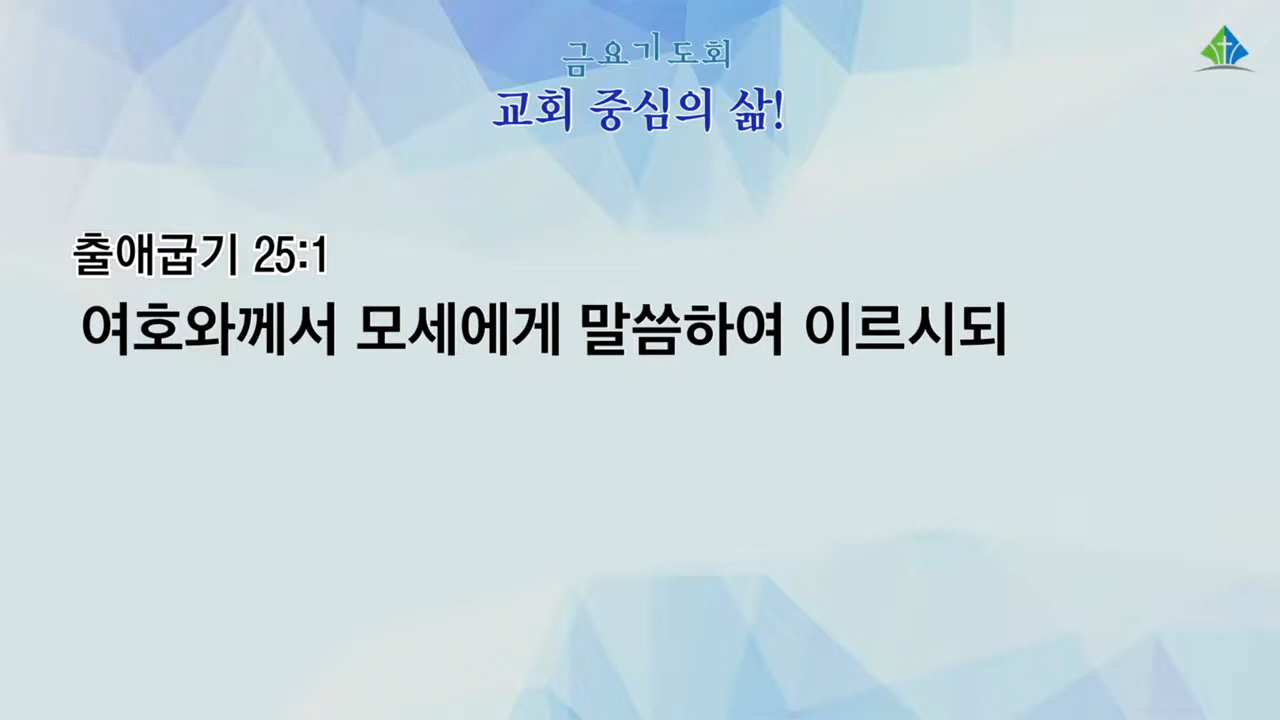 금요기도회
교회 중심의 삶!
출애굽기 25:1
여호와께서 모세에게 말씀하여 이르시되